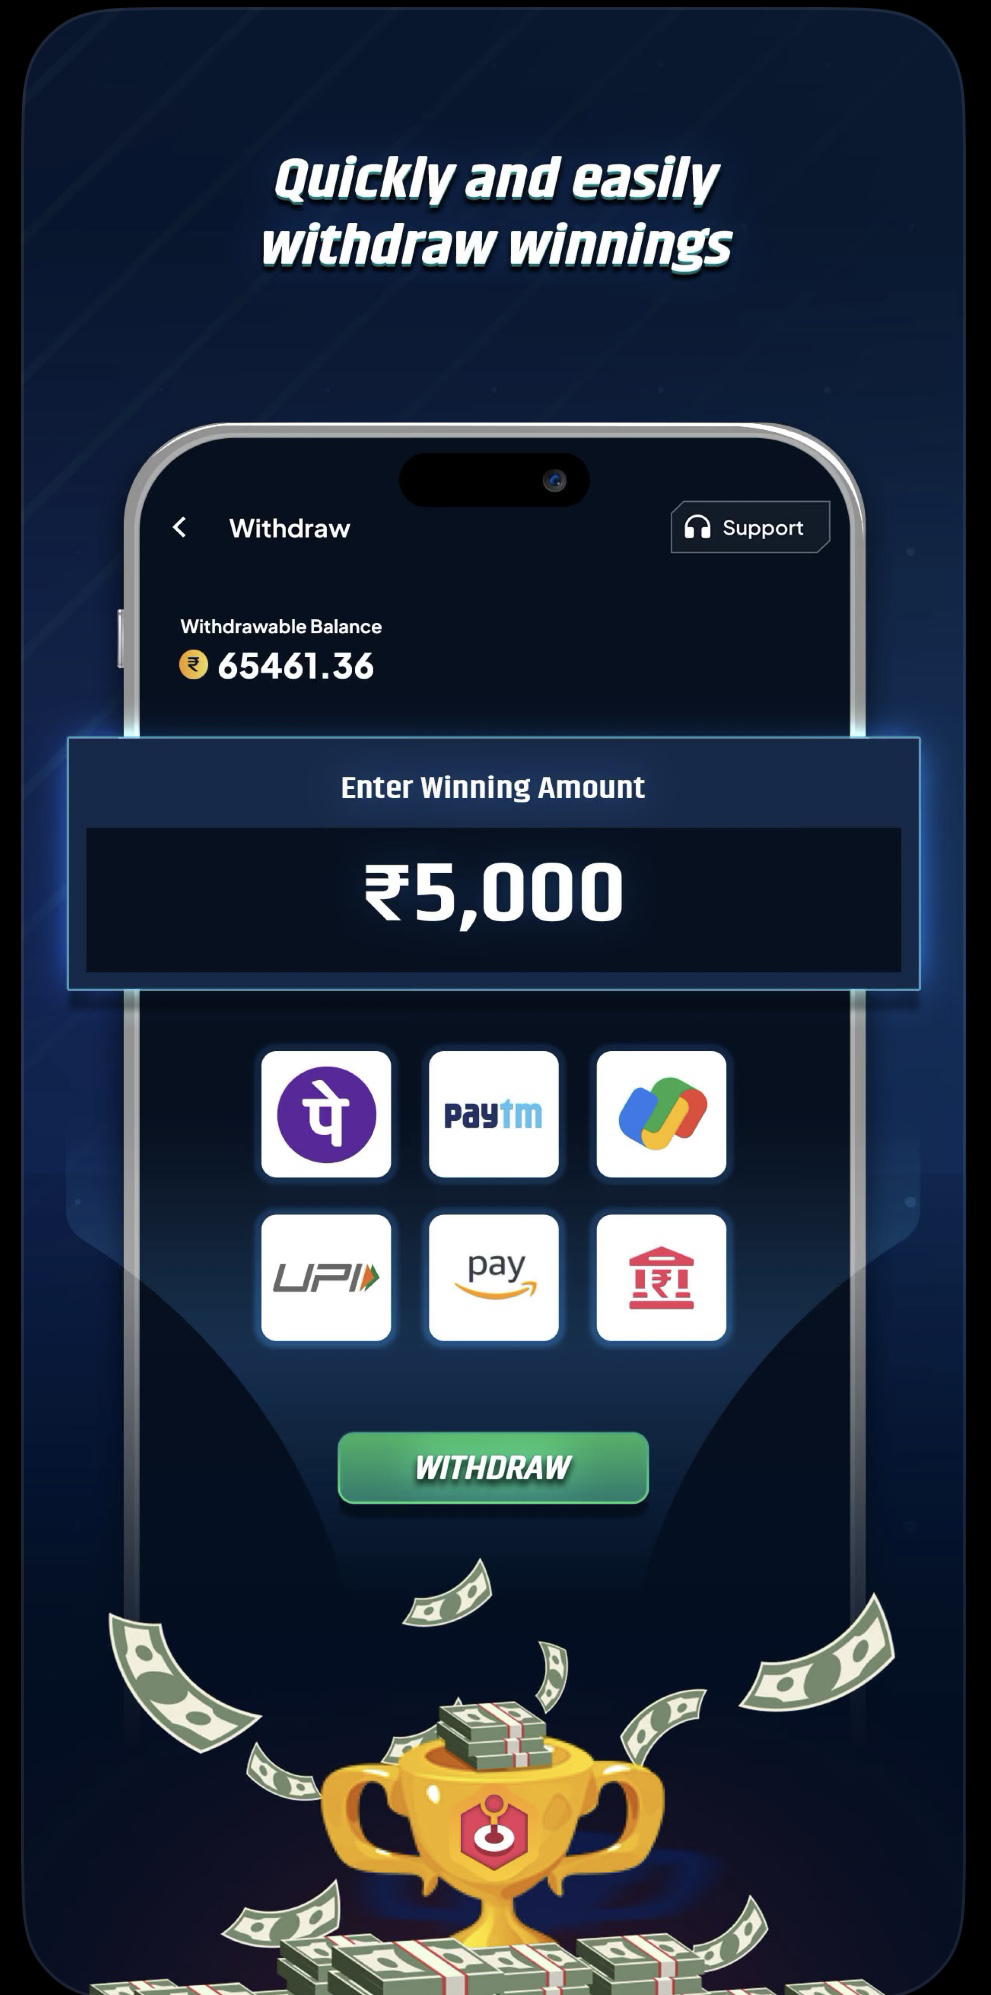 Quickly and easily
withdraw winnings
Withdraw
Support
Withdrawable Balance
₹ 65461.36
Enter Winning Amount
₹5,000
पे
paytm
UPI
pay
₹
WITHDRAW